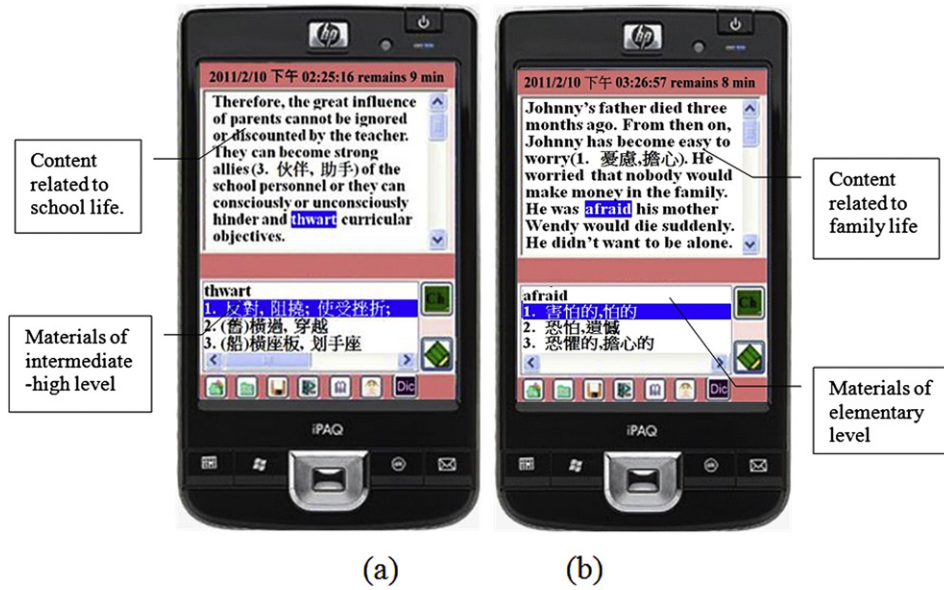 hp
2011/2/10 下午 02:25:16 remains 9 min
Therefore, the great influence
of parents cannot be ignored
or discounted by the teacher.
They can become strong
allies(3. 伙伴, 助手) of the
school personnel or they can
consciously or unconsciously
hinder and thwart curricular
objectives.
thwart
1. 反對, 阻撓; 使受挫折;
2. (舊)橫過, 穿越
3. (船)橫座板, 划手座
Ch
Dic
iPAQ
ok
hp
2011/2/10 下午 03:26:57 remains 8 min
Johnny's father died three
months ago. From then on,
Johnny has become easy to
worry(1. 憂慮,擔心). He
worried that nobody would
make money in the family.
He was afraid his mother
Wendy would die suddenly.
He didn't want to be alone.
afraid
1. 害怕的,怕的
2. 恐怕,遺憾
3. 恐懼的,擔心的
Ch
Dic
iPAQ
ok
Content
related to
school life.
Materials of
intermediate
-high level
Content
related to
family life
Materials of
elementary
level
(a)
(b)